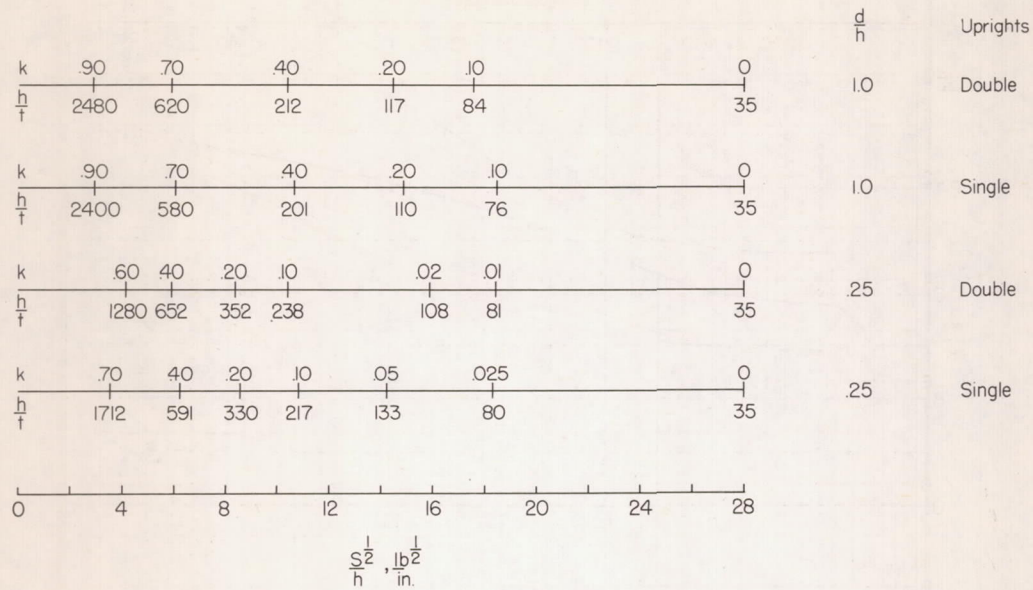 d/h Uprights
k .90 .70 .40 .20 .10 0
h/t 2480 620 212 117 84 35 1.0 Double
k .90 .70 .40 .20 .10 0
h/t 2400 580 201 110 76 35 1.0 Single
k .60 .40 .20 .10 .02 .01 0
h/t 1280 652 352 238 108 81 35 .25 Double
k .70 .40 .20 .10 .05 .025 0
h/t 1712 591 330 217 133 80 35 .25 Single
0 4 8 12 16 20 24 28
S^1/2/h , lb^1/2/in.